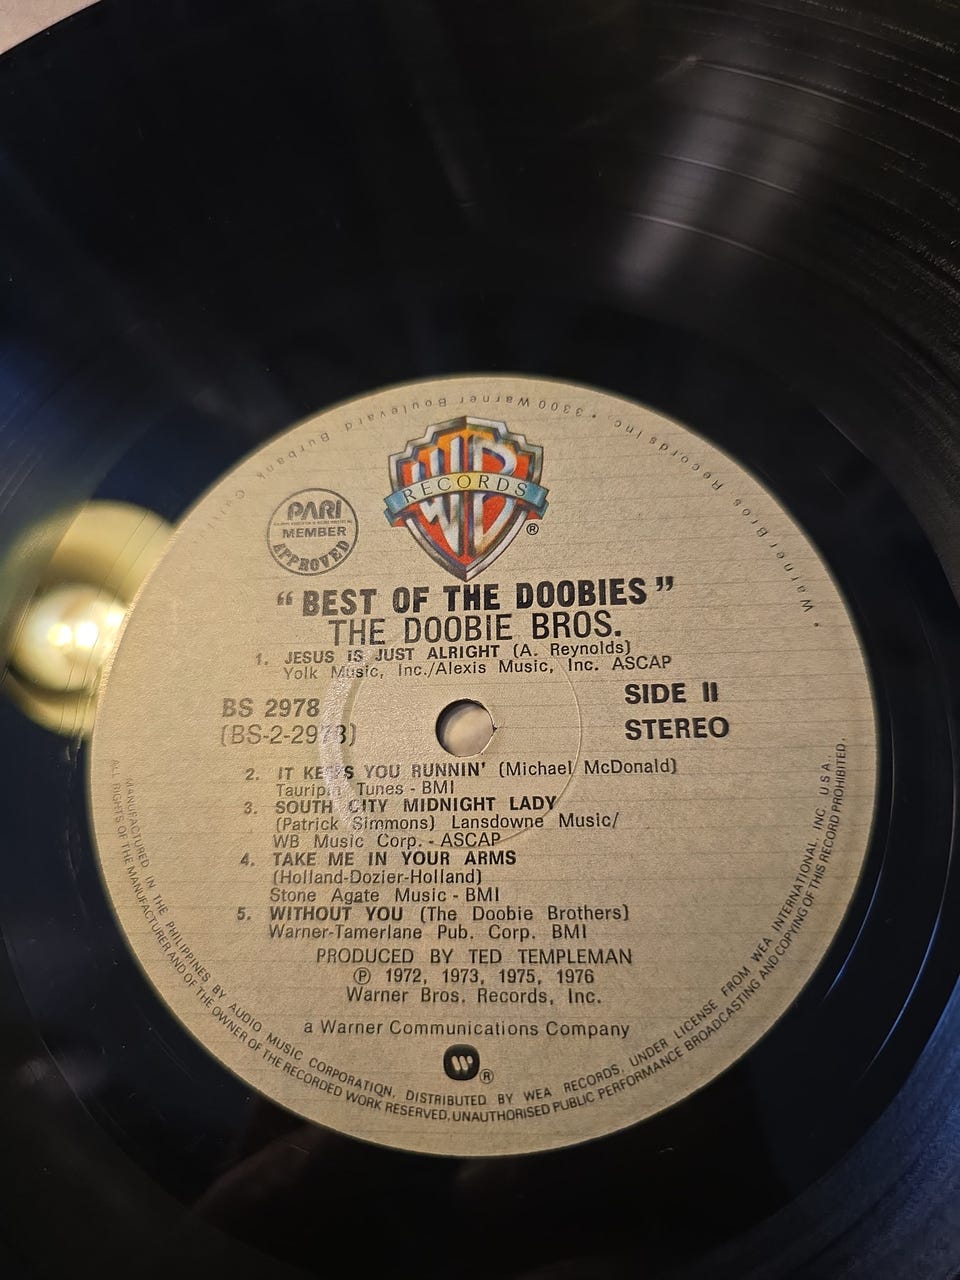 Warner Bros Records Inc. • 3300 Warner Boulevard Burbank
WB
RECORDS
®
PARI
MEMBER
APPROVED
“BEST OF THE DOOBIES”
THE DOOBIE BROS.
1. JESUS IS JUST ALRIGHT (A. Reynolds)
Yolk Music, Inc./Alexis Music, Inc. ASCAP
BS 2978
(BS-2-2978)
SIDE II
STEREO
2. IT KEEPS YOU RUNNIN' (Michael McDonald)
Tauripin Tunes - BMI
3. SOUTH CITY MIDNIGHT LADY
(Patrick Simmons) Lansdowne Music/
WB Music Corp. - ASCAP
4. TAKE ME IN YOUR ARMS
(Holland-Dozier-Holland)
Stone Agate Music - BMI
5. WITHOUT YOU (The Doobie Brothers)
Warner-Tamerlane Pub. Corp. BMI
PRODUCED BY TED TEMPLEMAN
℗ 1972, 1973, 1975, 1976
Warner Bros. Records, Inc.
a Warner Communications Company
®
MANUFACTURED IN THE PHILIPPINES BY AUDIO MUSIC CORPORATION, DISTRIBUTED BY WEA RECORDS, UNDER LICENSE FROM WEA INTERNATIONAL INC. U.S.A.
ALL RIGHTS OF THE MANUFACTURER AND OF THE OWNER OF THE RECORDED WORK RESERVED, UNAUTHORISED PUBLIC PERFORMANCE BROADCASTING AND COPYING OF THIS RECORD PROHIBITED.